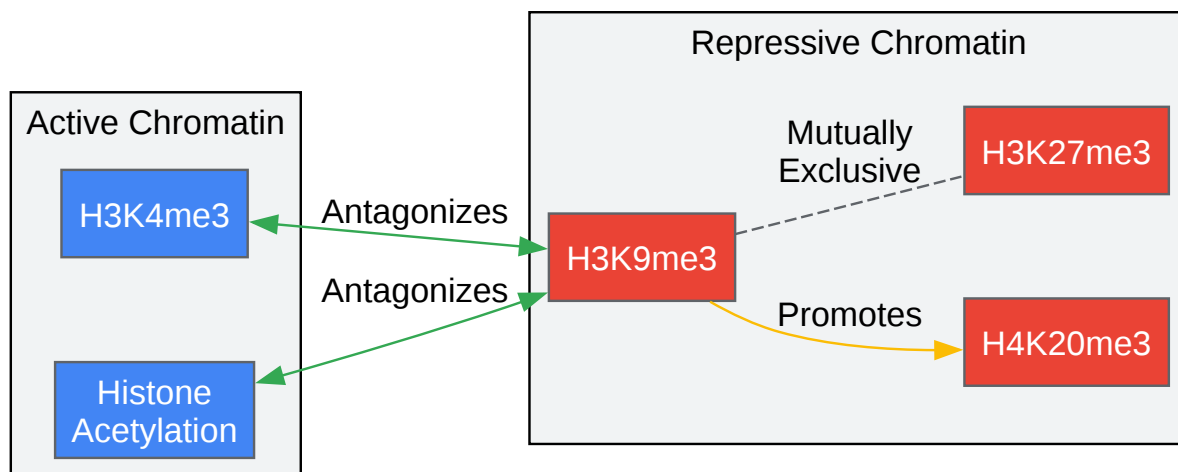 Repressive Chromatin
Active Chromatin
Mutually
Exclusive
H3K27me3
H3K4me3
Antagonizes
H3K9me3
Antagonizes
Promotes
H4K20me3
Histone
Acetylation